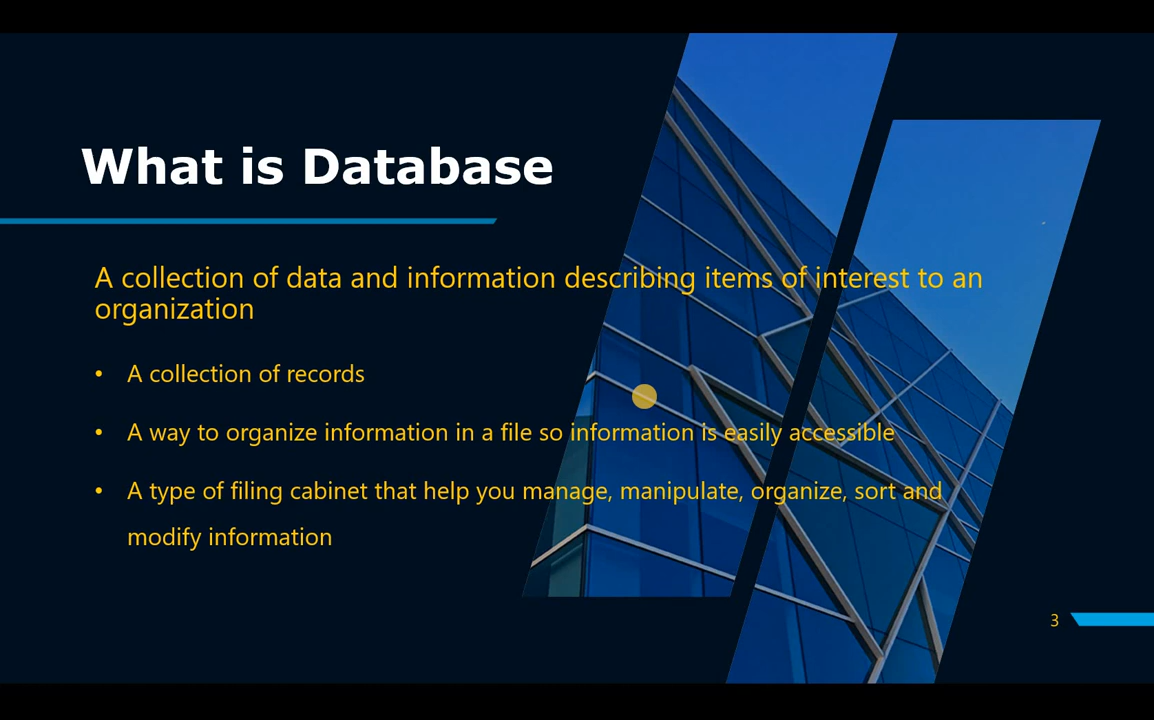 What is Database
A collection of data and information describing items of interest to an
organization
• A collection of records
• A way to organize information in a file so information is easily accessible
• A type of filing cabinet that help you manage, manipulate, organize, sort and
modify information
3